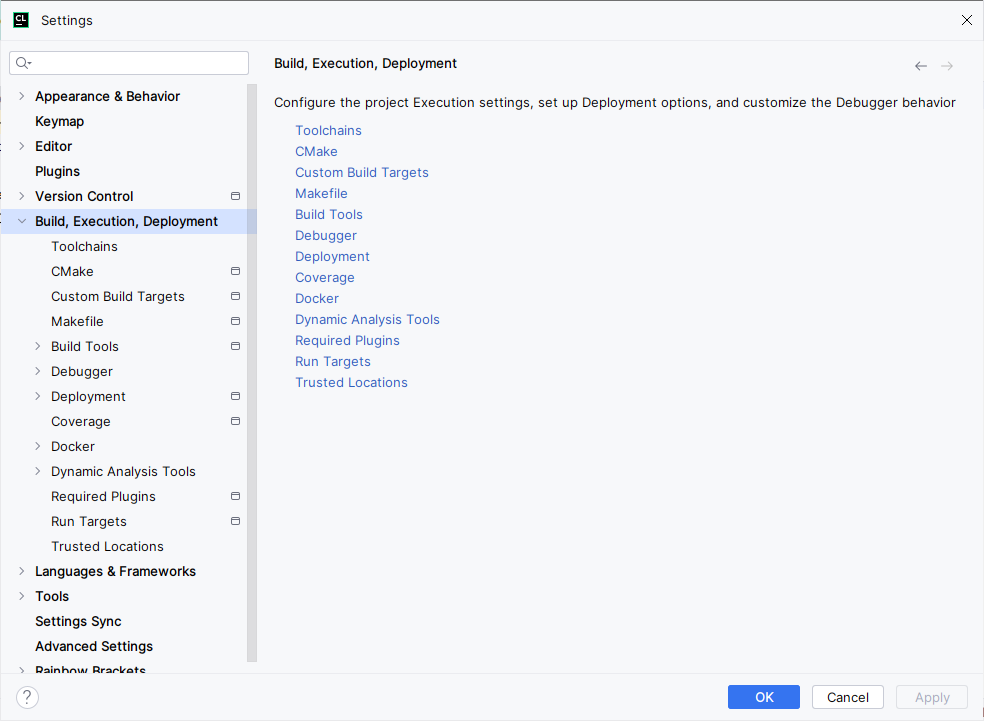 CL Settings
Build, Execution, Deployment
Configure the project Execution settings, set up Deployment options, and customize the Debugger behavior
Appearance & Behavior
Keymap
Editor
Plugins
Version Control
Build, Execution, Deployment
Toolchains
CMake
Custom Build Targets
Makefile
Build Tools
Debugger
Deployment
Coverage
Docker
Dynamic Analysis Tools
Required Plugins
Run Targets
Trusted Locations
Languages & Frameworks
Tools
Settings Sync
Advanced Settings
Rainbow Brackets
Toolchains
CMake
Custom Build Targets
Makefile
Build Tools
Debugger
Deployment
Coverage
Docker
Dynamic Analysis Tools
Required Plugins
Run Targets
Trusted Locations
?
OK Cancel Apply